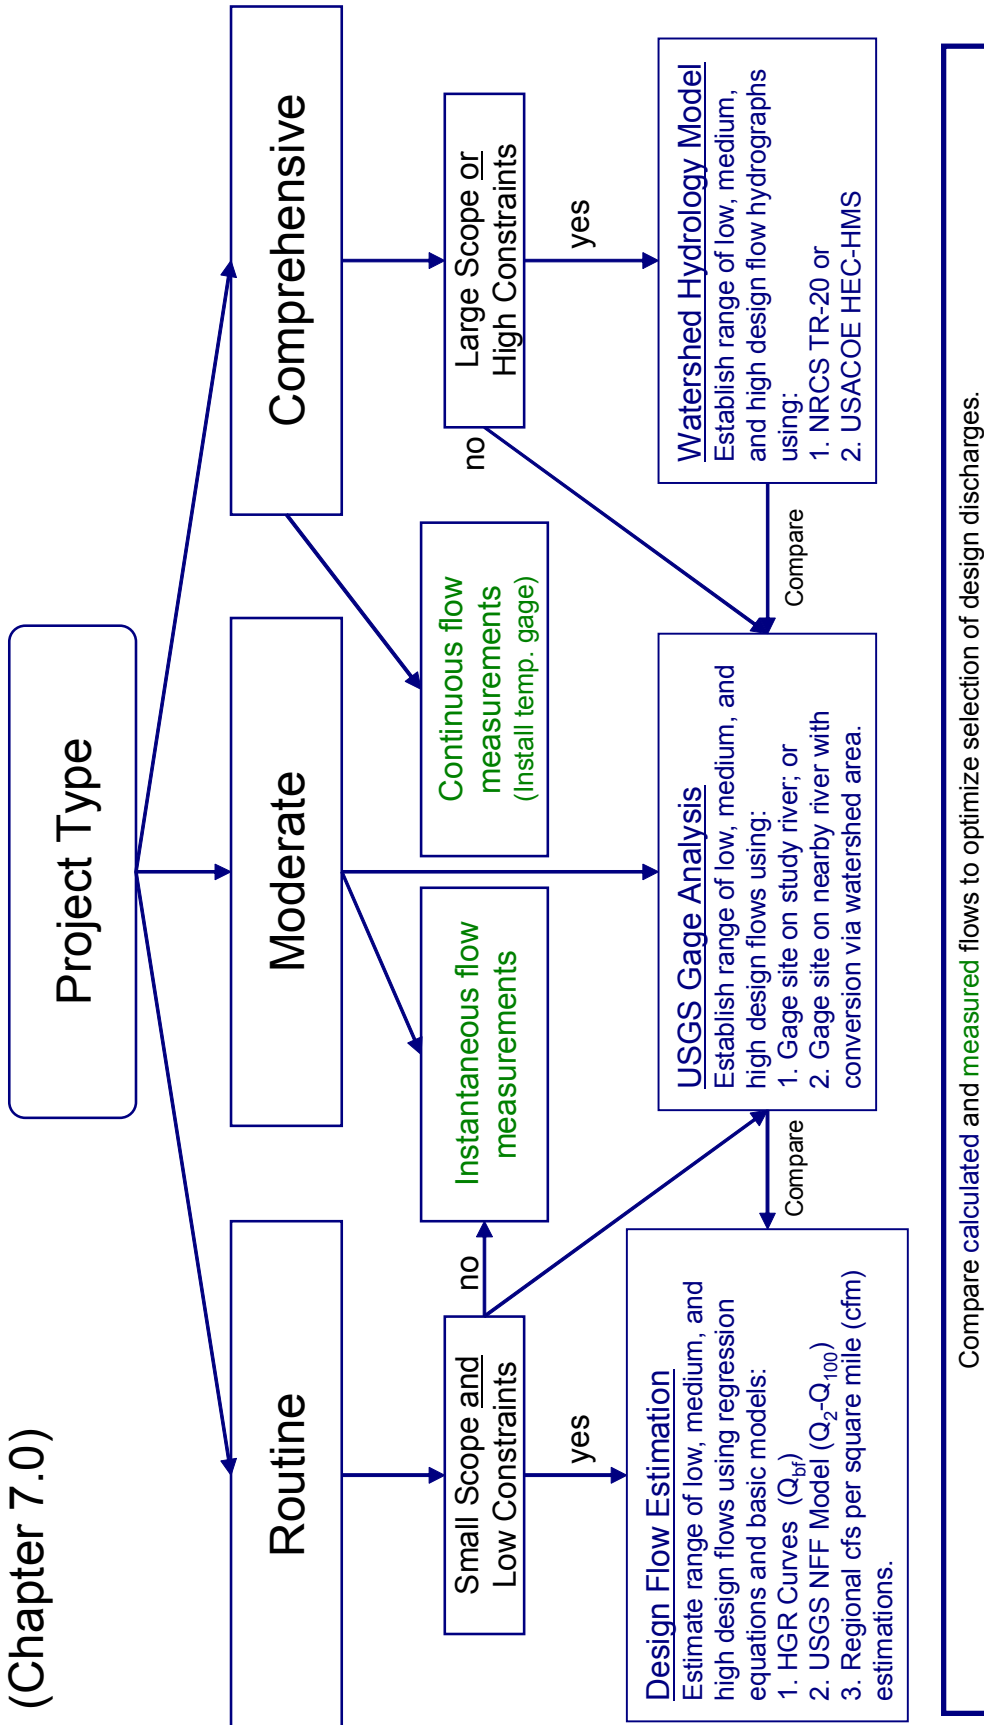 (Chapter 7.0)
Project Type
Routine
Moderate
Comprehensive
Small Scope and
Low Constraints
no
yes
Instantaneous flow
measurements
Continuous flow
measurements
(Install temp. gage)
Large Scope or
High Constraints
no
yes
Design Flow Estimation
Estimate range of low, medium, and
high design flows using regression
equations and basic models:
1. HGR Curves (Qbf)
2. USGS NFF Model (Q2-Q100)
3. Regional cfs per square mile (cfm)
estimations.
Compare
USGS Gage Analysis
Establish range of low, medium, and
high design flows using:
1. Gage site on study river; or
2. Gage site on nearby river with
conversion via watershed area.
Compare
Watershed Hydrology Model
Establish range of low, medium,
and high design flow hydrographs
using:
1. NRCS TR-20 or
2. USACOE HEC-HMS
Compare calculated and measured flows to optimize selection of design discharges.